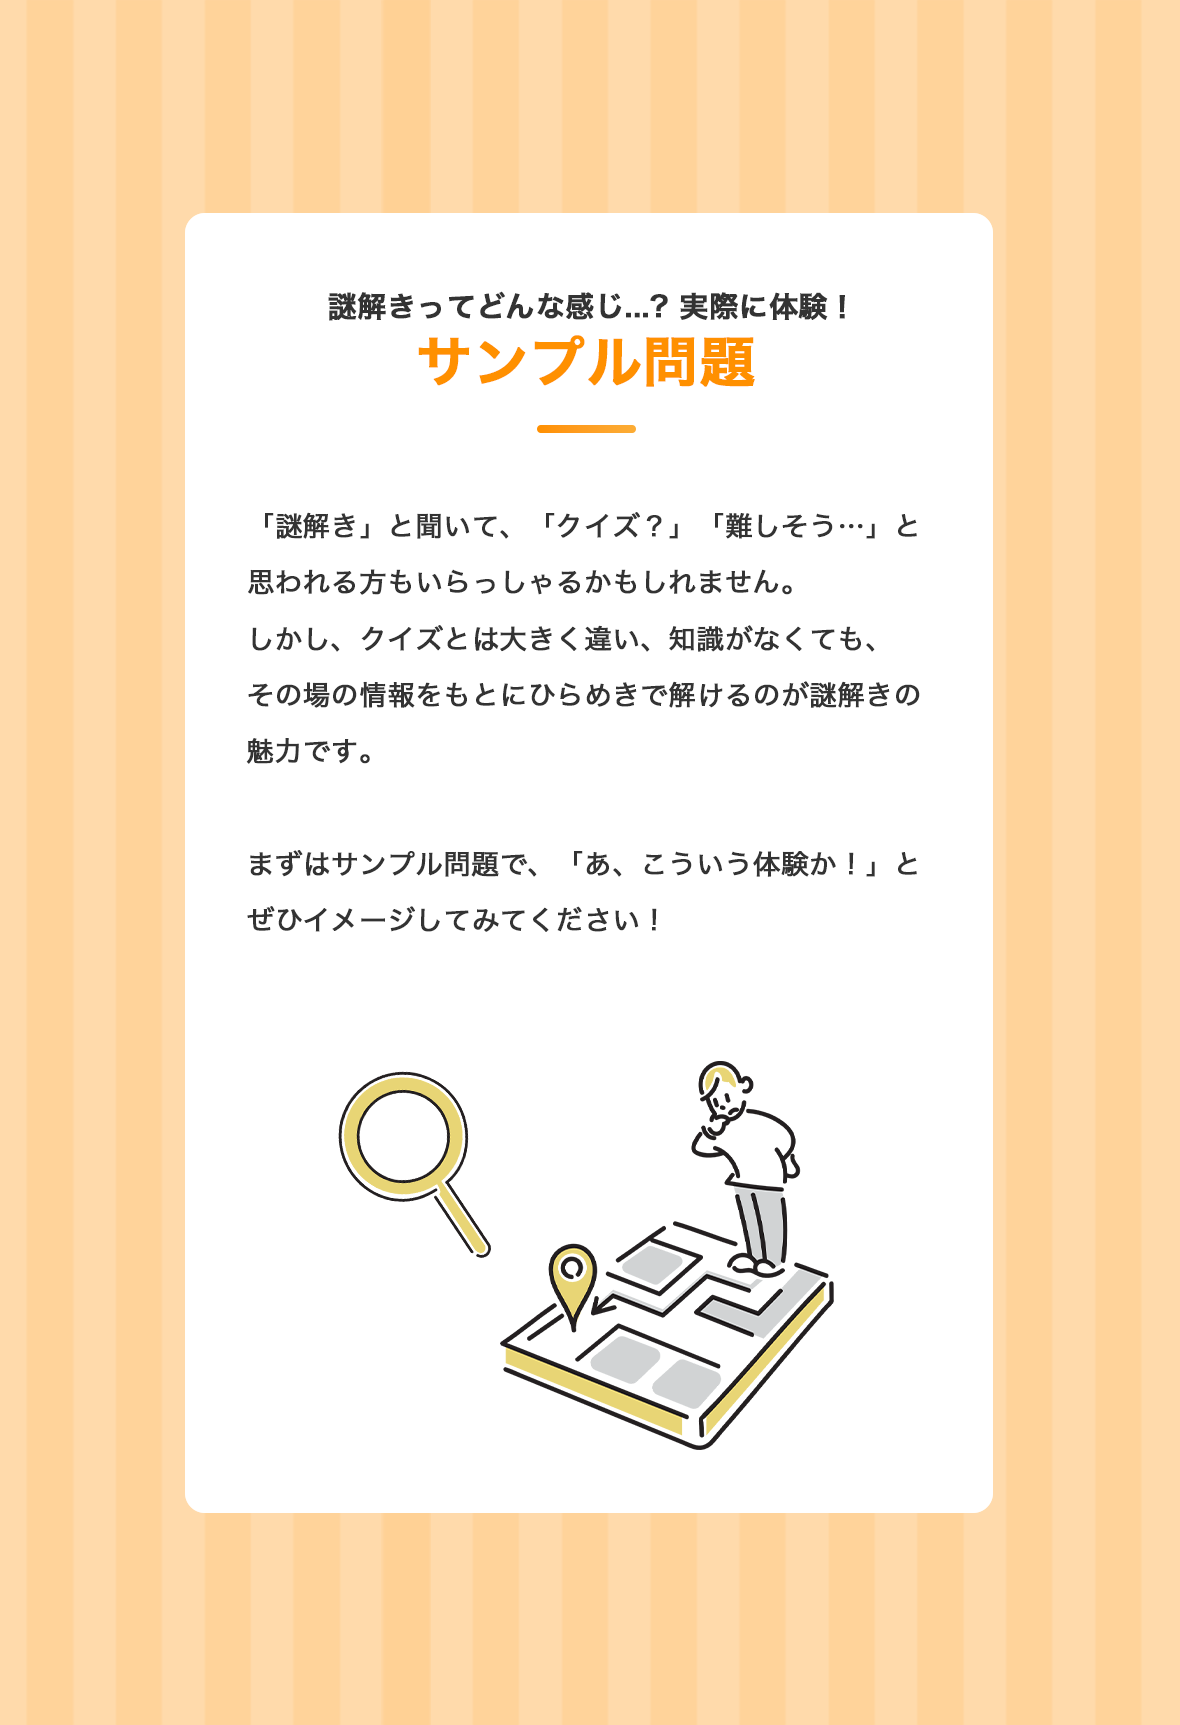 謎解きってどんな感じ...? 実際に体験！
サンプル問題
「謎解き」と聞いて、「クイズ？」「難しそう…」と
思われる方もいらっしゃるかもしれません。
しかし、クイズとは大きく違い、知識がなくても、
その場の情報をもとにひらめきで解けるのが謎解きの
魅力です。
まずはサンプル問題で、「あ、こういう体験か！」と
ぜひイメージしてみてください！